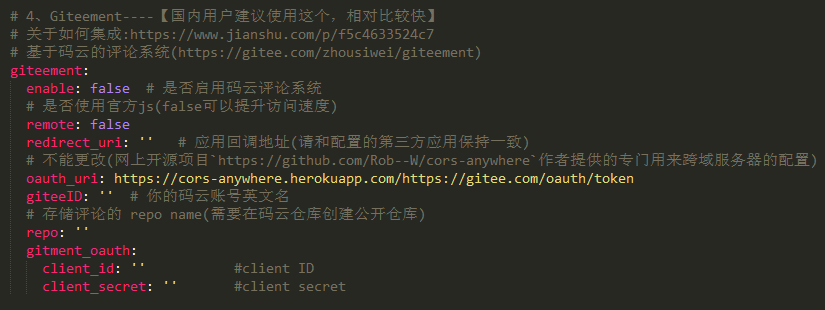 # 4、Giteement----【国内用户建议使用这个，相对比较快】
# 关于如何集成:https://www.jianshu.com/p/f5c4633524c7
# 基于码云的评论系统(https://gitee.com/zhousiwei/giteement)
giteement:
  enable: false  # 是否启用码云评论系统
  # 是否使用官方js(false可以提升访问速度)
  remote: false
  redirect_uri: ''   # 应用回调地址(请和配置的第三方应用保持一致)
  # 不能更改(网上开源项目`https://github.com/Rob--W/cors-anywhere`作者提供的专门用来跨域服务器的配置)
  oauth_uri: https://cors-anywhere.herokuapp.com/https://gitee.com/oauth/token
  giteeID: ''  # 你的码云账号英文名
  # 存储评论的 repo name(需要在码云仓库创建公开仓库)
  repo: ''
  gitment_oauth:
    client_id: ''           #client ID
    client_secret: ''       #client secret